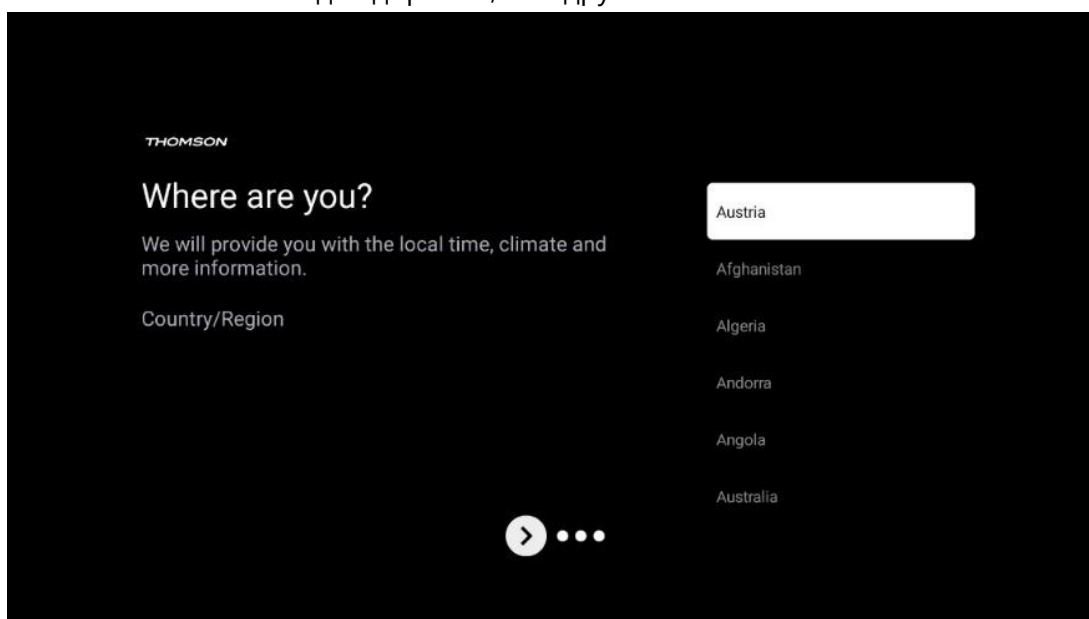 THOMSON
Where are you?
We will provide you with the local time, climate and
more information.
Country/Region
Austria
Afghanistan
Algeria
Andorra
Angola
Australia